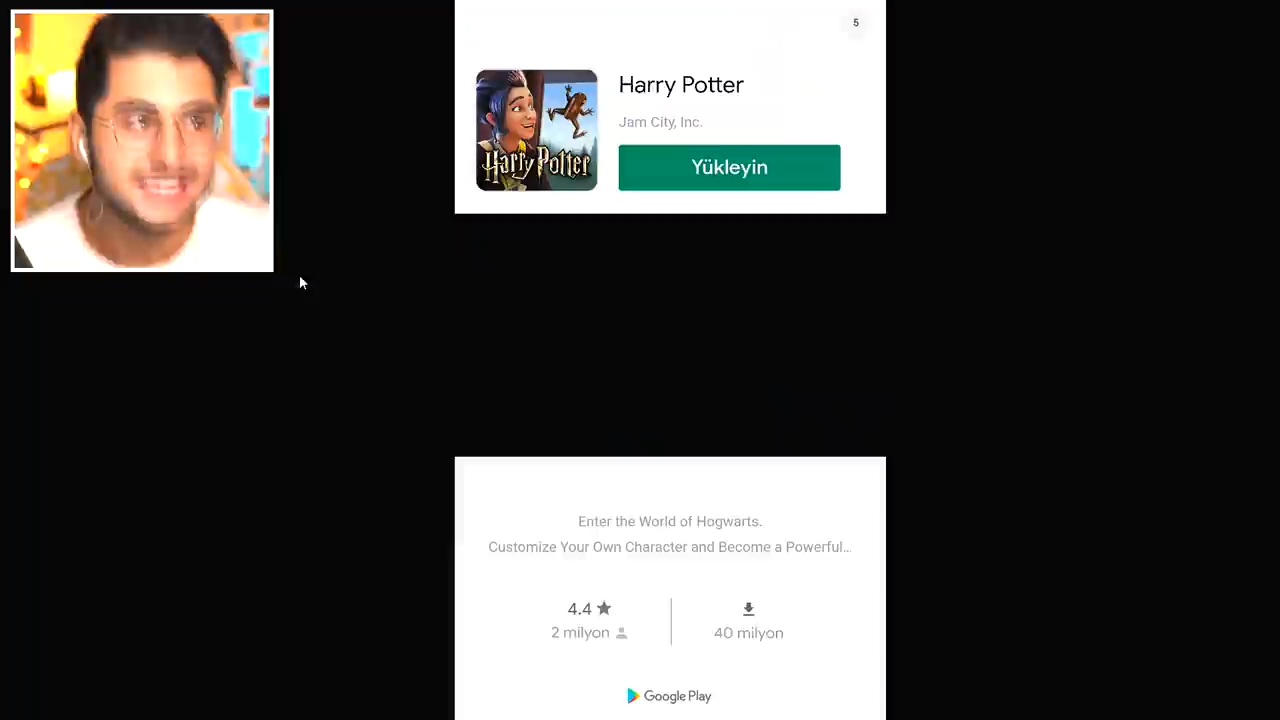 5
Harry Potter
Jam City, Inc.
Harry Potter
Yükleyin
Enter the World of Hogwarts.
Customize Your Own Character and Become a Powerful...
4.4
2 milyon
40 milyon
Google Play